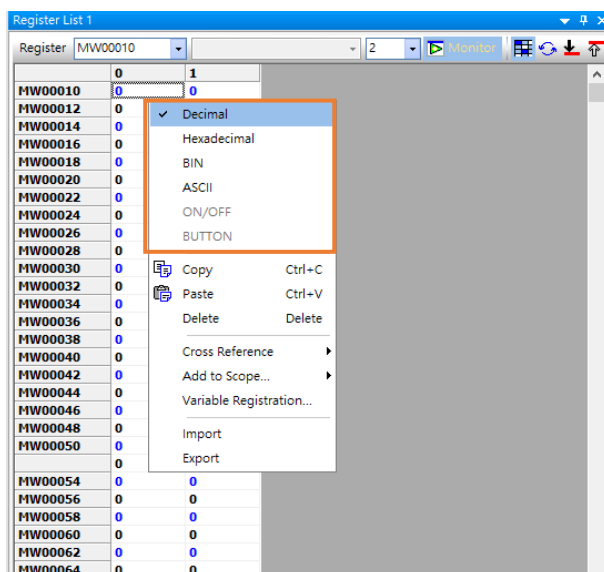 Register List 1
Register MW00010 2 Monitor
0 1
MW00010 0 0
MW00012 0
MW00014 0
MW00016 0
MW00018 0
MW00020 0
MW00022 0
MW00024 0
MW00026 0
MW00028 0
MW00030 0
MW00032 0
MW00034 0
MW00036 0
MW00038 0
MW00040 0
MW00042 0
MW00044 0
MW00046 0
MW00048 0
MW00050 0
0
MW00054 0 0
MW00056 0 0
MW00058 0 0
MW00060 0 0
MW00062 0 0
MW00064 0 0
Decimal
Hexadecimal
BIN
ASCII
ON/OFF
BUTTON
Copy Ctrl+C
Paste Ctrl+V
Delete Delete
Cross Reference
Add to Scope...
Variable Registration...
Import
Export